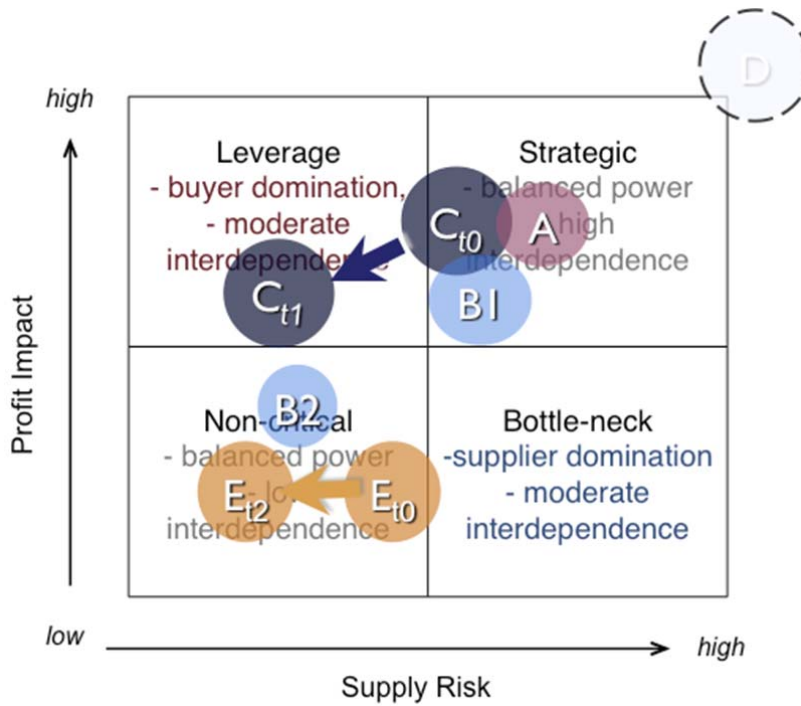 D
high
Leverage
- buyer domination,
- moderate
interdependence
Strategic
- balanced power
- high
interdependence
Ct0
A
Ct1
B1
Profit Impact
B2
Non-critical
- balanced power
- low
interdependence
Et2
Et0
Bottle-neck
-supplier domination
- moderate
interdependence
low
high
Supply Risk